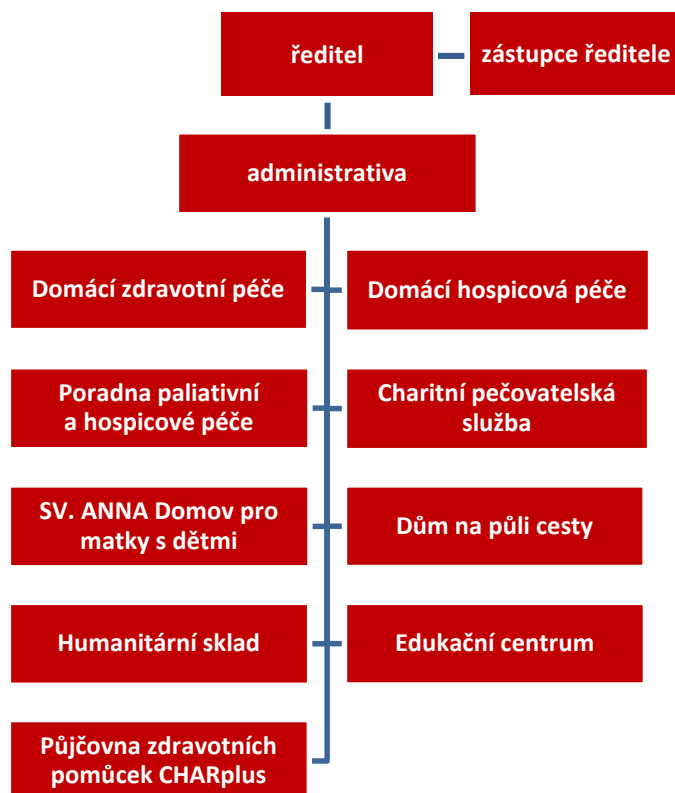 ředitel
zástupce ředitele
administrativa
Domácí zdravotní péče
Domácí hospicová péče
Poradna paliativní
a hospicové péče
Charitní pečovatelská
služba
SV. ANNA Domov pro
matky s dětmi
Dům na půli cesty
Humanitární sklad
Edukační centrum
Půjčovna zdravotních
pomůcek CHARplus